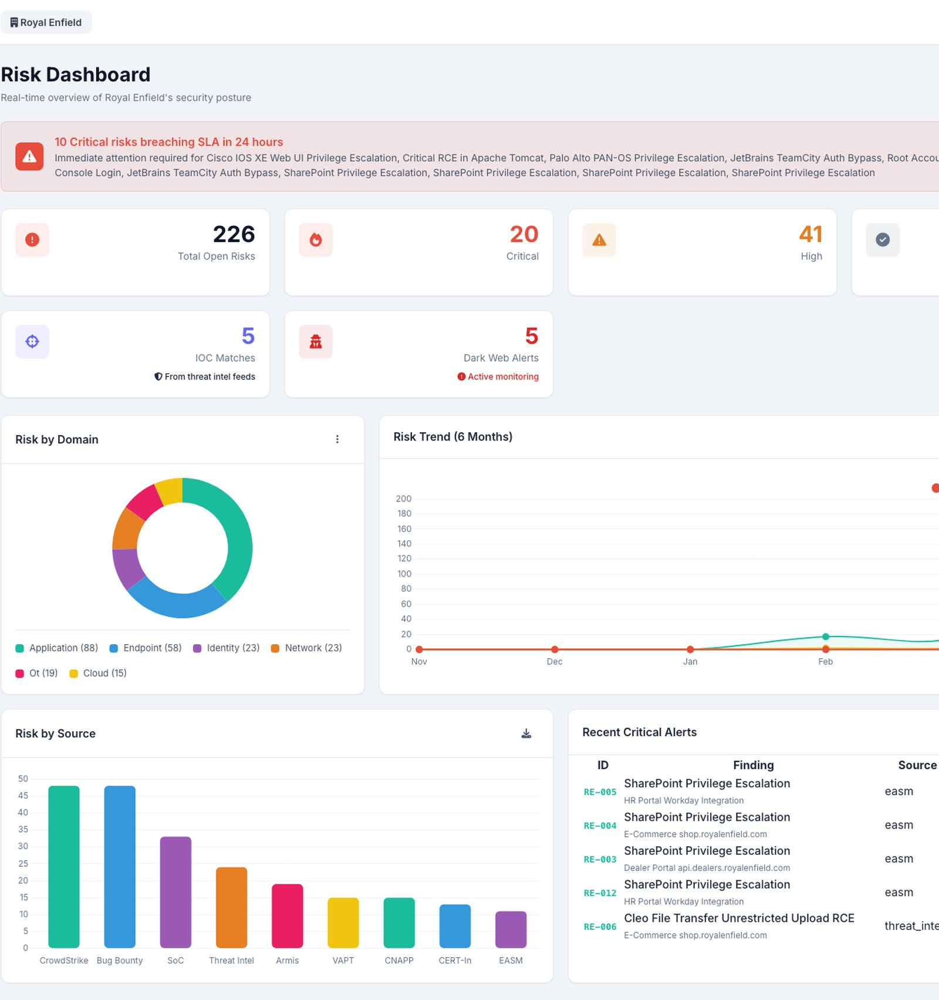 Royal Enfield
Risk Dashboard
Real-time overview of Royal Enfield's security posture
10 Critical risks breaching SLA in 24 hours
Immediate attention required for Cisco IOS XE Web UI Privilege Escalation, Critical RCE in Apache Tomcat, Palo Alto PAN-OS Privilege Escalation, JetBrains TeamCity Auth Bypass, Root
Console Login, JetBrains TeamCity Auth Bypass, SharePoint Privilege Escalation, SharePoint Privilege Escalation, SharePoint Privilege Escalation, SharePoint Privilege Escalation
226
Total Open Risks
20
Critical
41
High
5
IOC Matches
From threat intel feeds
5
Dark Web Alerts
Active monitoring
Risk by Domain
Application (88) Endpoint (58) Identity (23) Network (23)
Ot (19) Cloud (15)
Risk Trend (6 Months)
200
180
160
140
120
100
80
60
40
20
0
Nov Dec Jan Feb
Risk by Source
50
45
40
35
30
25
20
15
10
5
0
CrowdStrike Bug Bounty SoC Threat Intel Armis VAPT CNAPP CERT-In EASM
Recent Critical Alerts
ID Finding Source
RE-005 SharePoint Privilege Escalation easm
HR Portal Workday Integration
RE-004 SharePoint Privilege Escalation easm
E-Commerce shop.royalenfield.com
RE-003 SharePoint Privilege Escalation easm
Dealer Portal api.dealers.royalenfield.com
RE-012 SharePoint Privilege Escalation easm
HR Portal Workday Integration
RE-006 Cleo File Transfer Unrestricted Upload RCE
E-Commerce shop.royalenfield.com